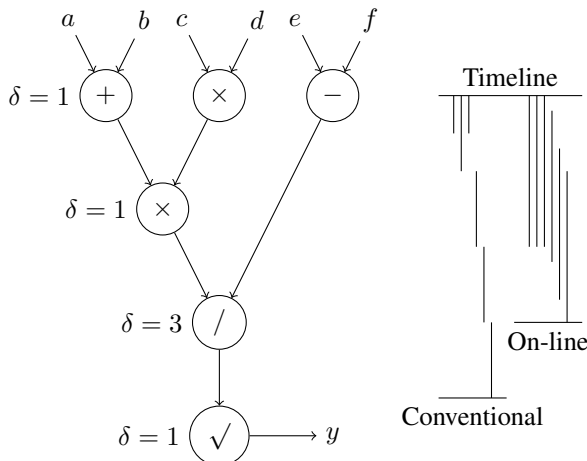 a b c d e f
δ = 1 + × −
Timeline
δ = 1 ×
δ = 3 /
On-line
Conventional
δ = 1 √ y